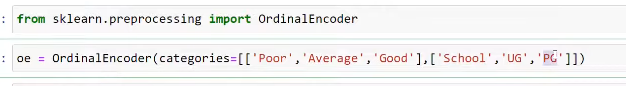 : from sklearn.preprocessing import OrdinalEncoder
: oe = OrdinalEncoder(categories=[['Poor','Average','Good'],['School','UG','PG']])